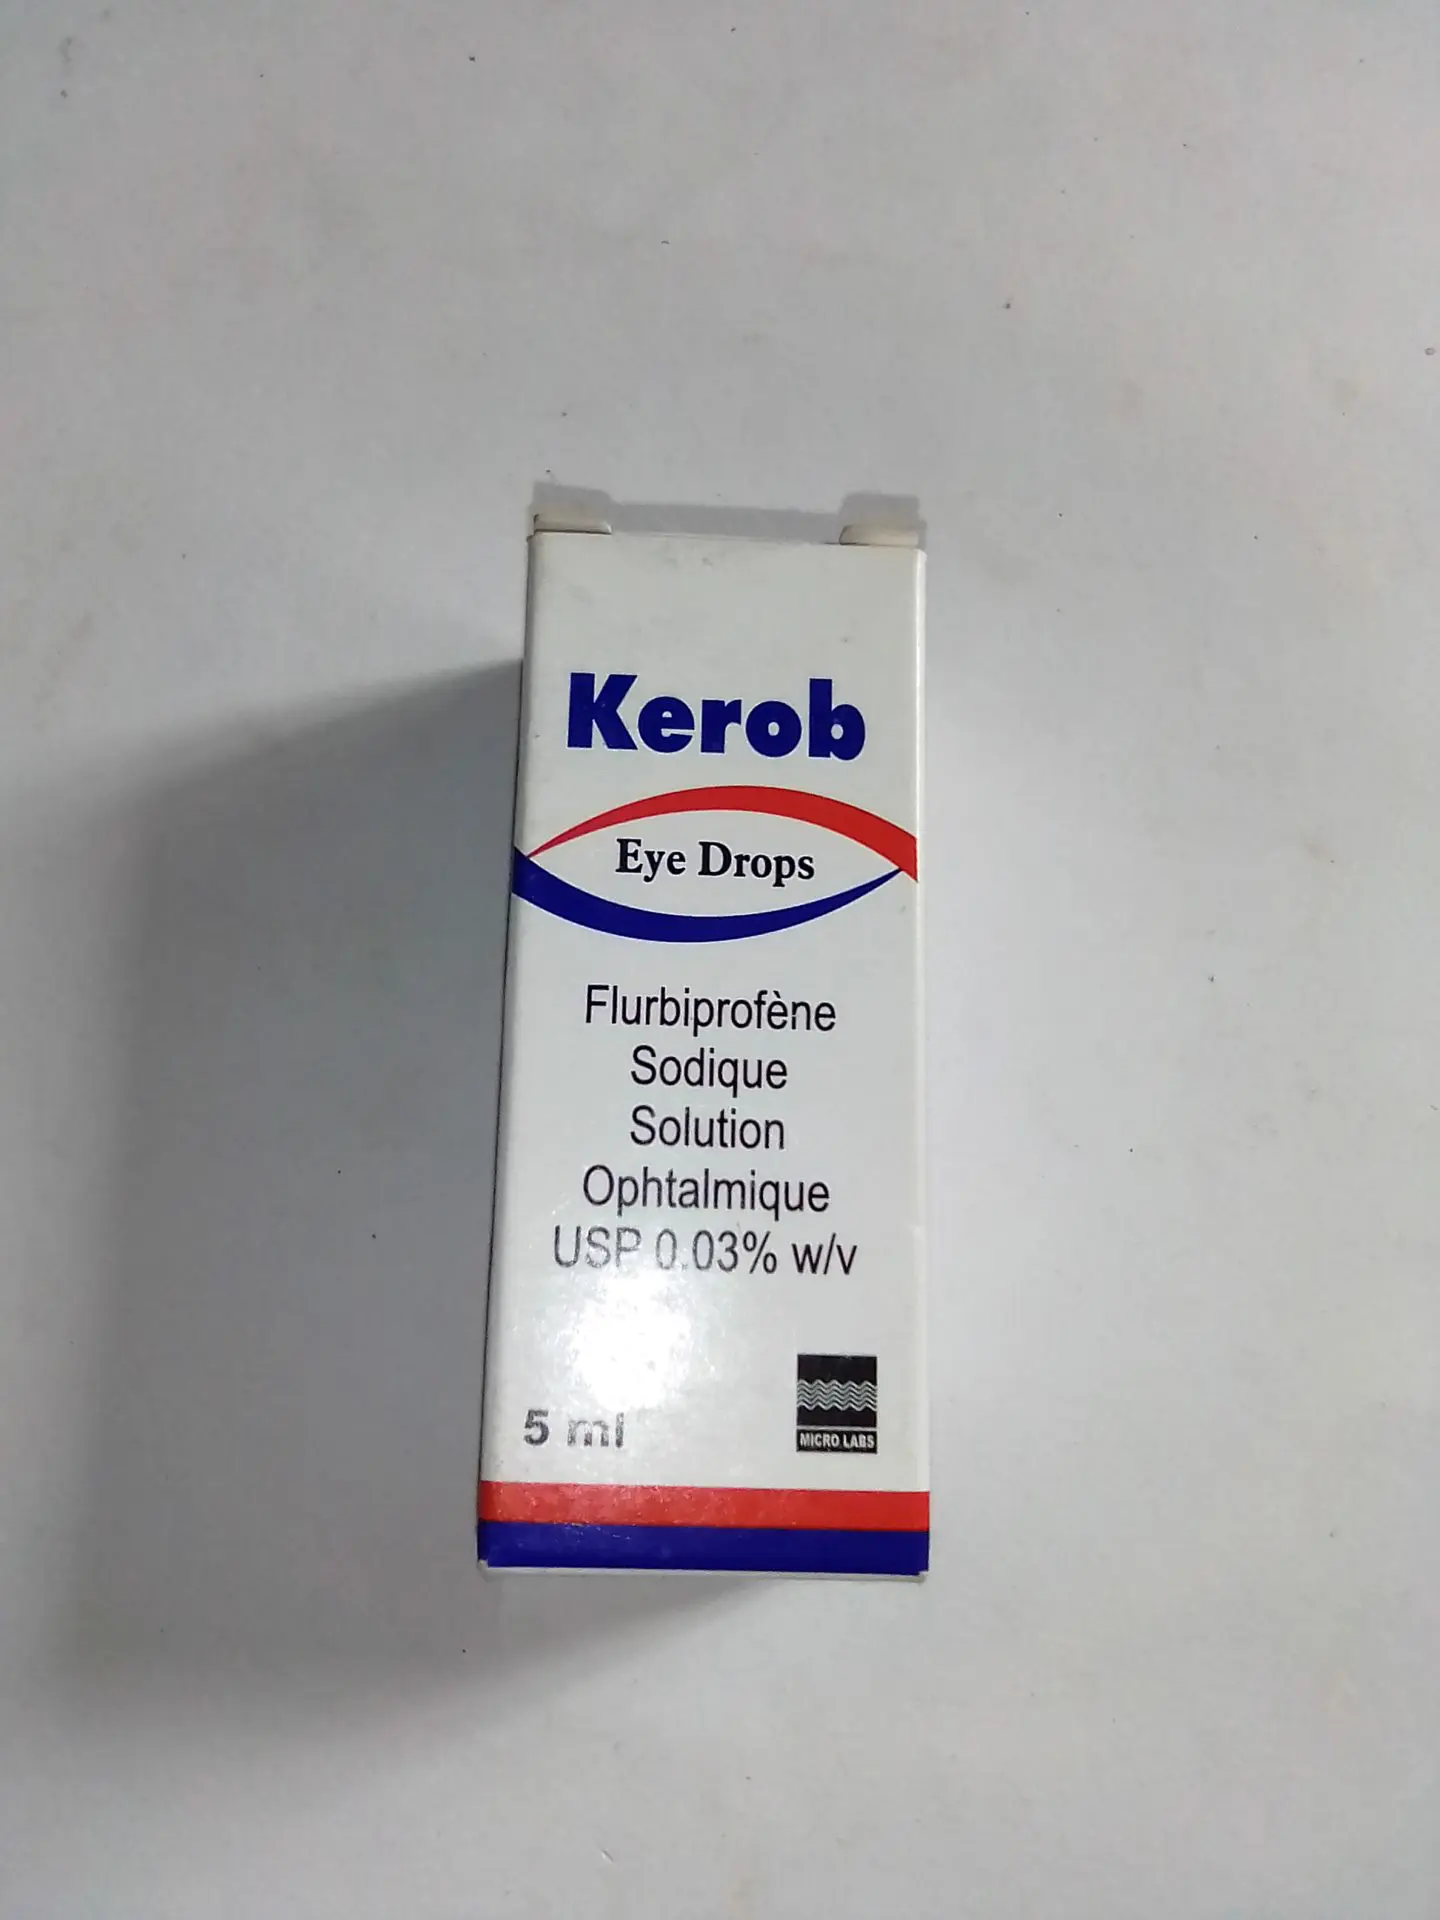 Kerob
Eye Drops
Flurbiprofène
Sodique
Solution
Ophtalmique
USP 0.03% w/v
5 ml
MICRO LABS